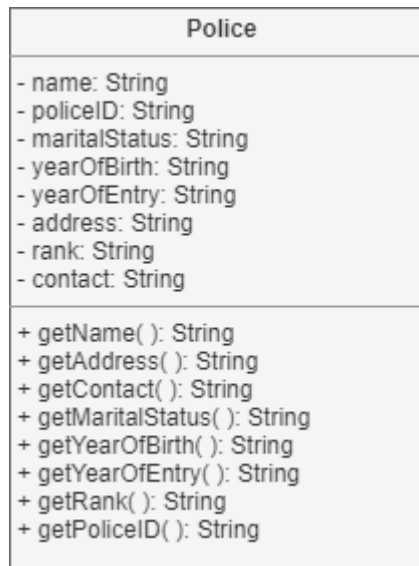 Police
- name: String
- policeID: String
- maritalStatus: String
- yearOfBirth: String
- yearOfEntry: String
- address: String
- rank: String
- contact: String
+ getName( ): String
+ getAddress( ): String
+ getContact( ): String
+ getMaritalStatus( ): String
+ getYearOfBirth( ): String
+ getYearOfEntry( ): String
+ getRank( ): String
+ getPoliceID( ): String